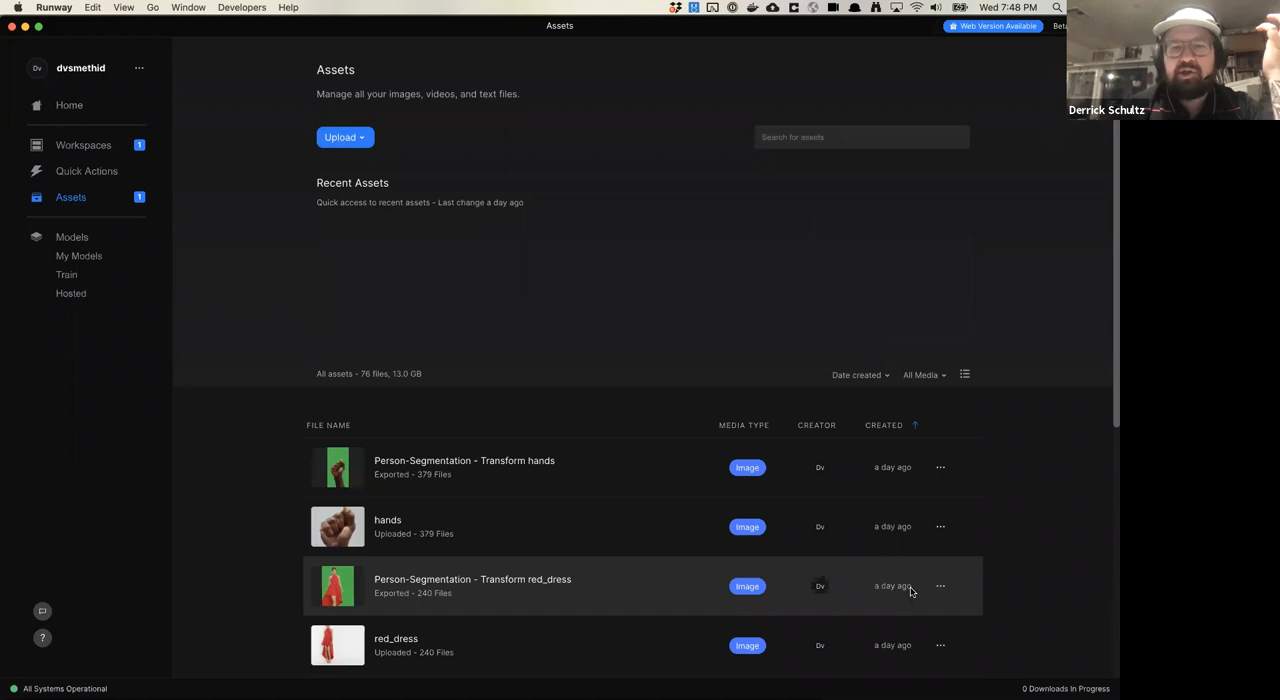 Runway File Edit View Go Window Developers Help
Wed 7:48 PM
Assets
Web Version Available
Beta
Derrick Schultz
Dv dvsmethid
Home
Workspaces 1
Quick Actions
Assets 1
Models
My Models
Train
Hosted
Assets
Manage all your images, videos, and text files.
Upload
Search for assets
Recent Assets
Quick access to recent assets - Last change a day ago
All assets - 76 files, 13.0 GB
Date created
All Media
FILE NAME MEDIA TYPE CREATOR CREATED
Person-Segmentation - Transform hands
Exported - 379 Files
Image Dv a day ago
hands
Uploaded - 379 Files
Image Dv a day ago
Person-Segmentation - Transform red_dress
Exported - 240 Files
Image Dv a day ago
red_dress
Uploaded - 240 Files
Image Dv a day ago
?
All Systems Operational
0 Downloads In Progress